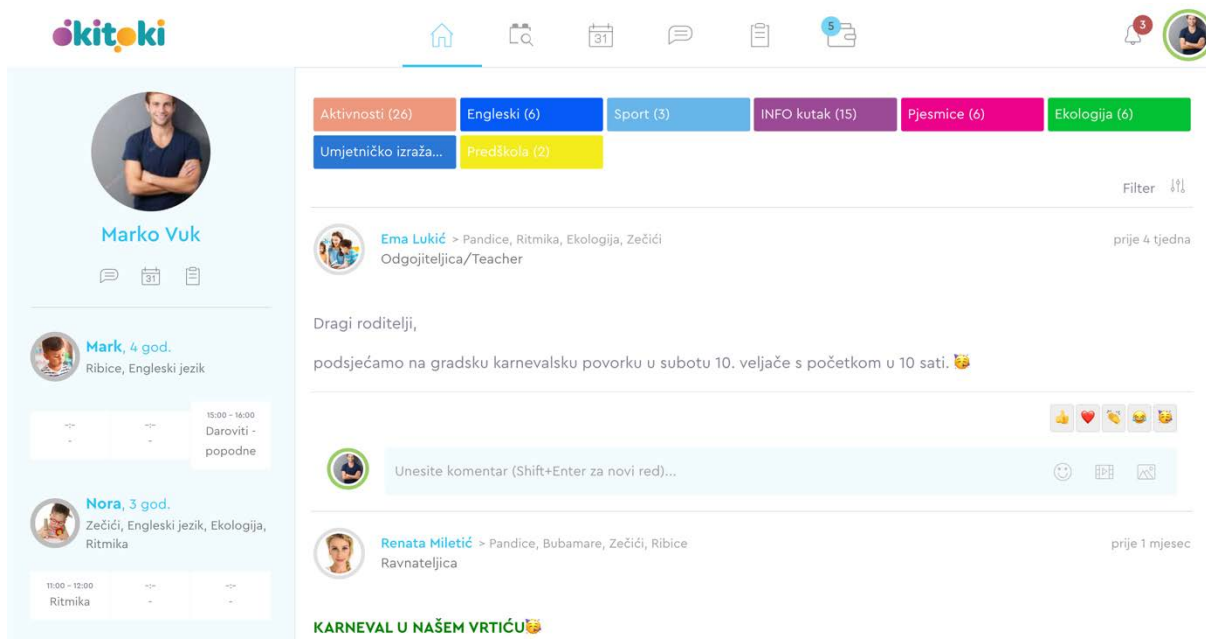 kitoki
31
5
3
Aktivnosti (26)
Engleski (6)
Sport (3)
INFO kutak (15)
Pjesmice (6)
Ekologija (6)
Umjetničko izraža...
Predškola (2)
Filter
Marko Vuk
31
Mark, 4 god.
Ribice, Engleski jezik
-:-
-
-:-
-
15:00 - 16:00
Daroviti -
popodne
Nora, 3 god.
Zečići, Engleski jezik, Ekologija,
Ritmika
11:00 - 12:00
Ritmika
-:-
-
-:-
-
Ema Lukić > Pandice, Ritmika, Ekologija, Zečići
prije 4 tjedna
Odgojiteljica/Teacher
Dragi roditelji,
podsjećamo na gradsku karnevalsku povorku u subotu 10. veljače s početkom u 10 sati. 🥳
👍 ❤️ 👏 😂 🥳
Unesite komentar (Shift+Enter za novi red)...
Renata Miletić > Pandice, Bubamare, Zečići, Ribice
prije 1 mjesec
Ravnateljica
KARNEVAL U NAŠEM VRTIĆU🥳